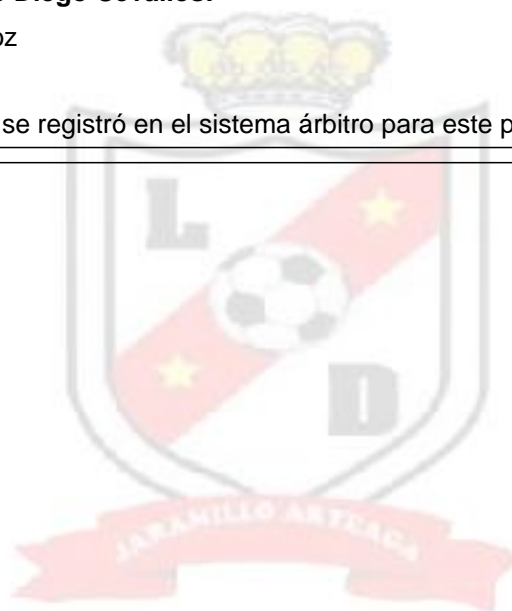 Diego Cevallos.
oz
se registró en el sistema árbitro para este p
L
D
JARAMILLO ARTEAGA